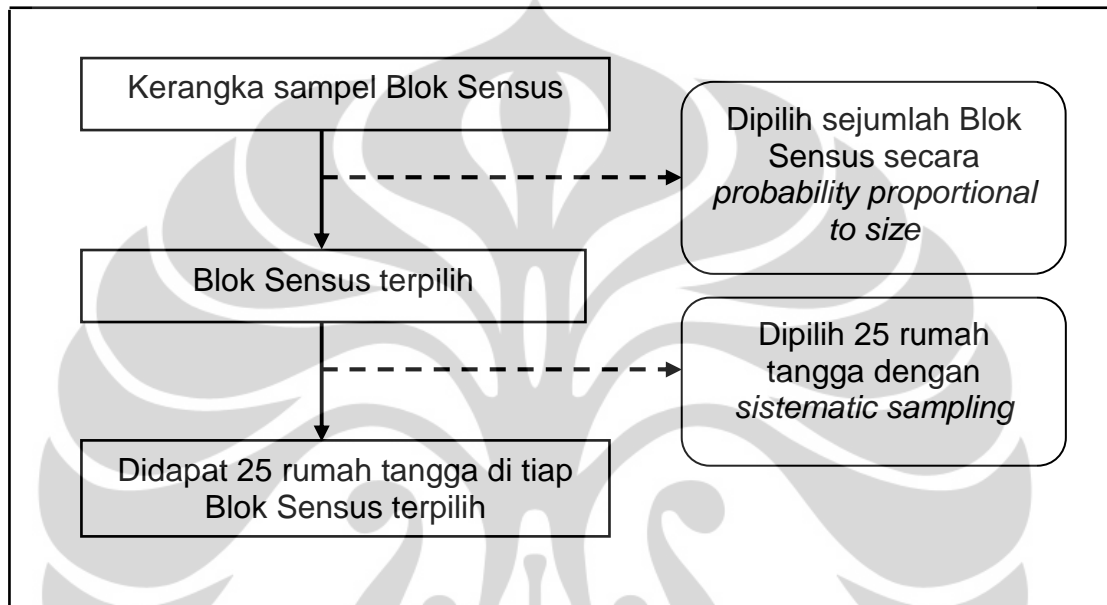 Kerangka sampel Blok Sensus
Dipilih sejumlah Blok
Sensus secara
probability proportional
to size
Blok Sensus terpilih
Dipilih 25 rumah
tangga dengan
sistematic sampling
Didapat 25 rumah tangga di tiap
Blok Sensus terpilih